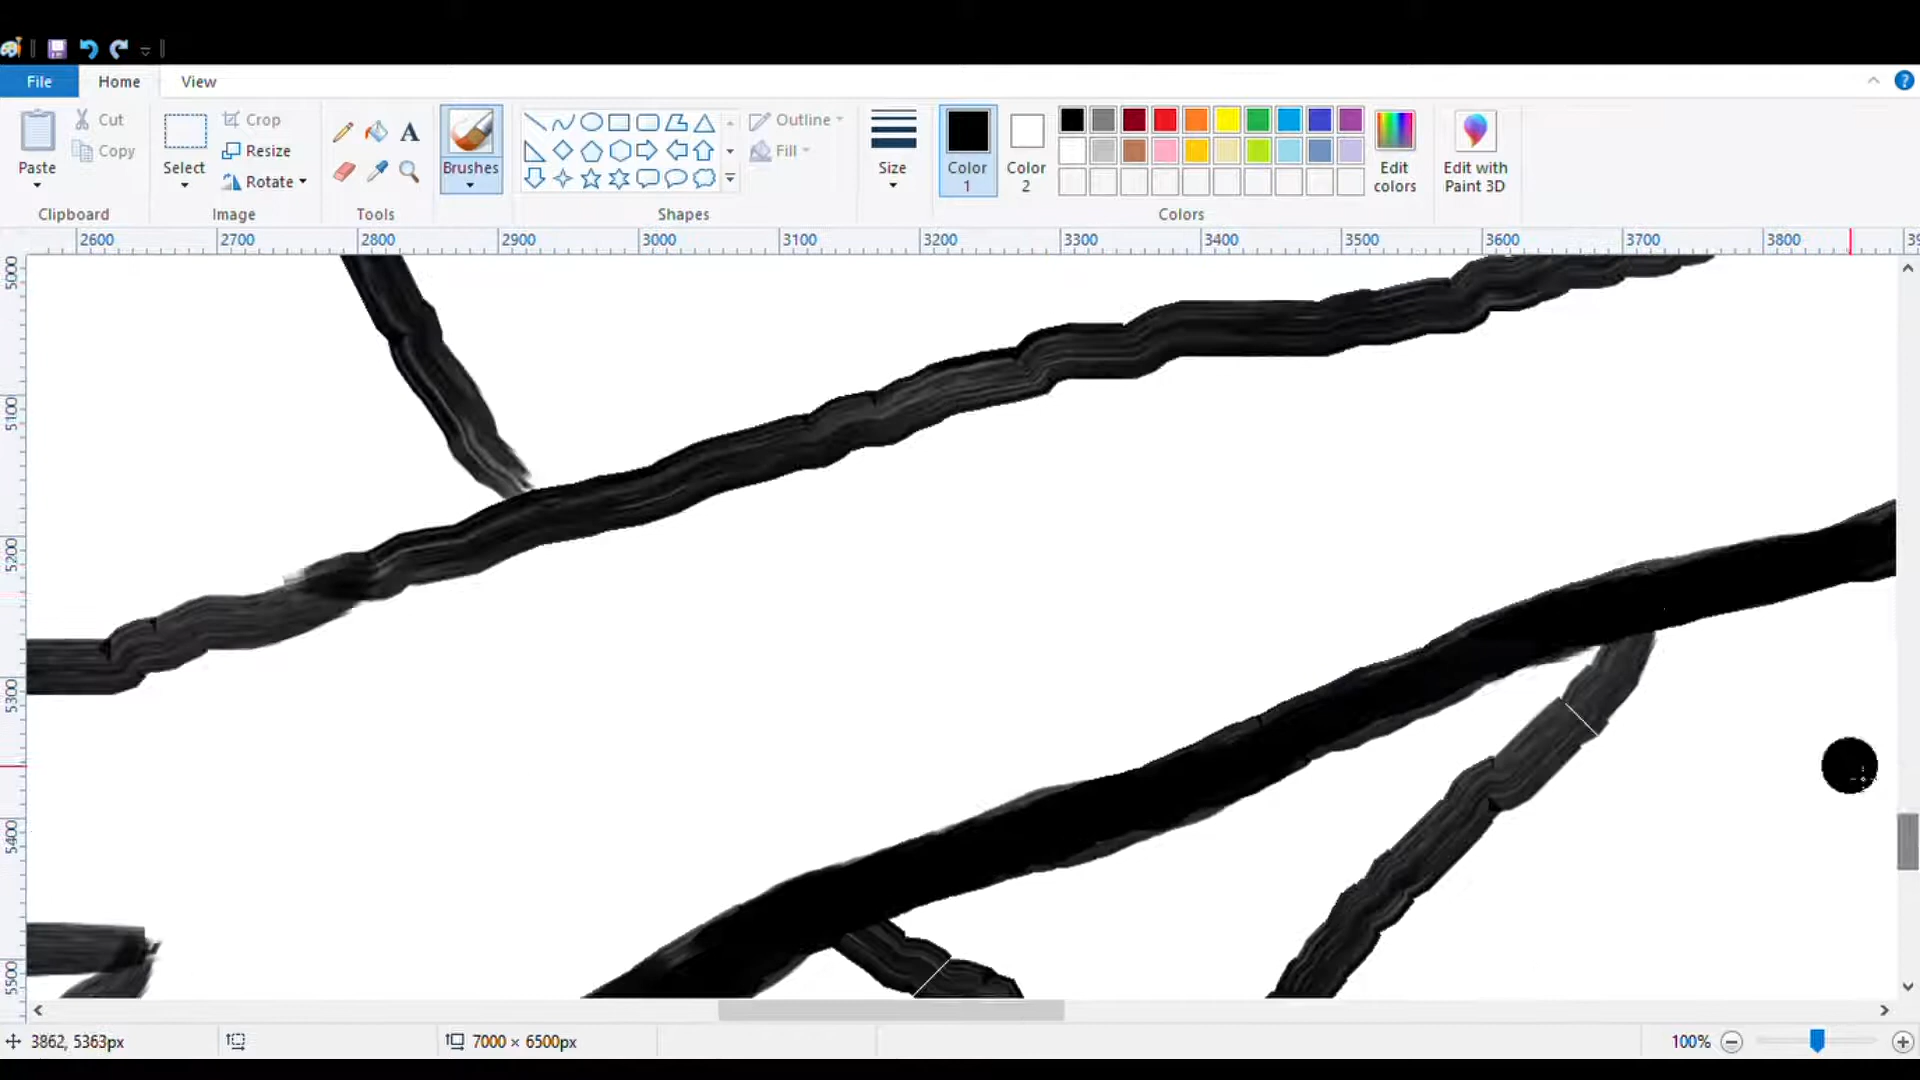 File Home View
Paste
Cut
Copy
Clipboard
Select
Crop
Resize
Rotate
Image
A
Tools
Brushes
Outline
Fill
Shapes
Size
Color 1
Color 2
Edit colors
Colors
Edit with Paint 3D
2600 2700 2800 2900 3000 3100 3200 3300 3400 3500 3600 3700 3800 39
5000
5100
5200
5300
5400
5500
3862, 5363px 7000 × 6500px 100%